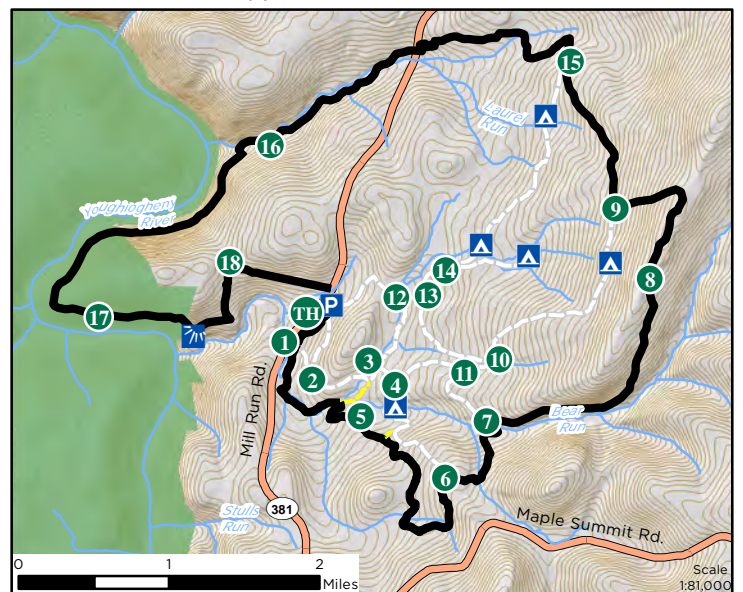 15
Laurel
Run
16
9
Youghiogheny
River
18
14
8
12
13
P
TH
17
1
3
10
11
2
4
Mill Run Rd.
5
7
Bear
Run
6
381
Stulls
Run
Maple Summit Rd.
0
1
2
Miles
Scale
1:81,000